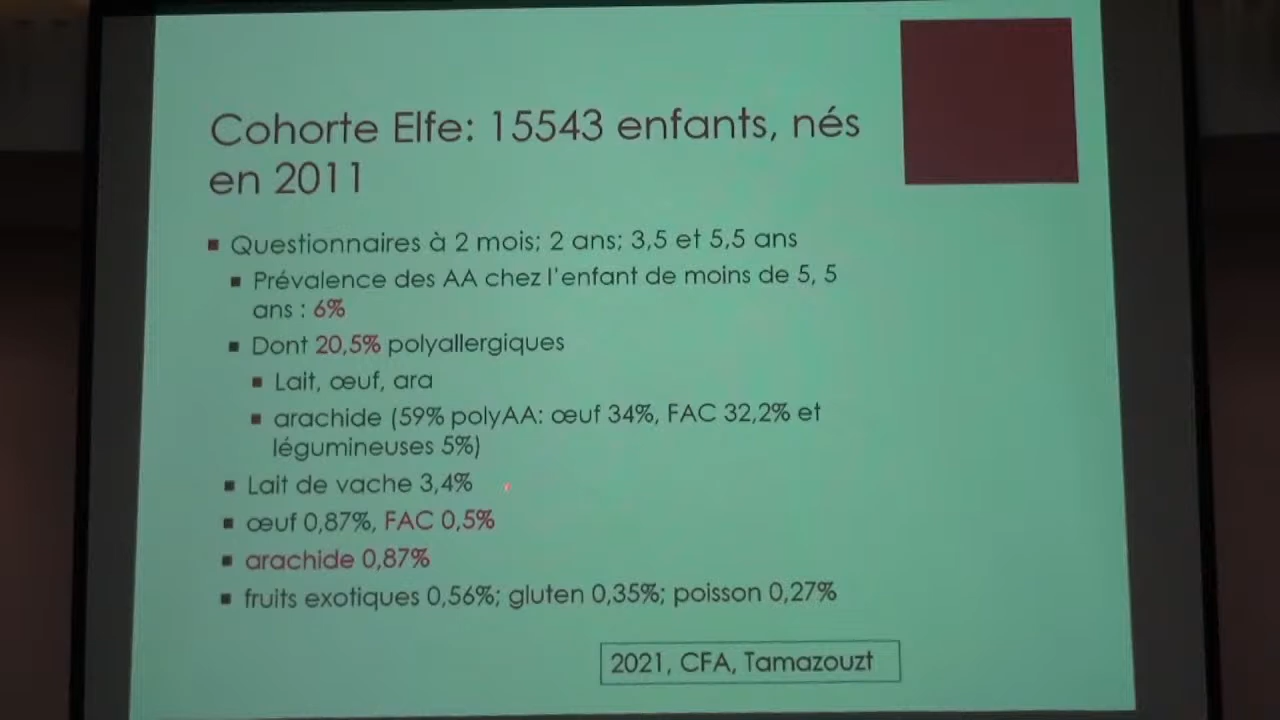 Cohorte Elfe: 15543 enfants, nés
en 2011
Questionnaires à 2 mois; 2 ans; 3,5 et 5,5 ans
Prévalence des AA chez l'enfant de moins de 5, 5
ans : 6%
Dont 20,5% polyallergiques
Lait, œuf, ara
arachide (59% polyAA: œuf 34%, FAC 32,2% et
légumineuses 5%)
Lait de vache 3,4%
œuf 0,87%, FAC 0,5%
arachide 0,87%
fruits exotiques 0,56%; gluten 0,35%; poisson 0,27%
2021, CFA, Tamazouzt